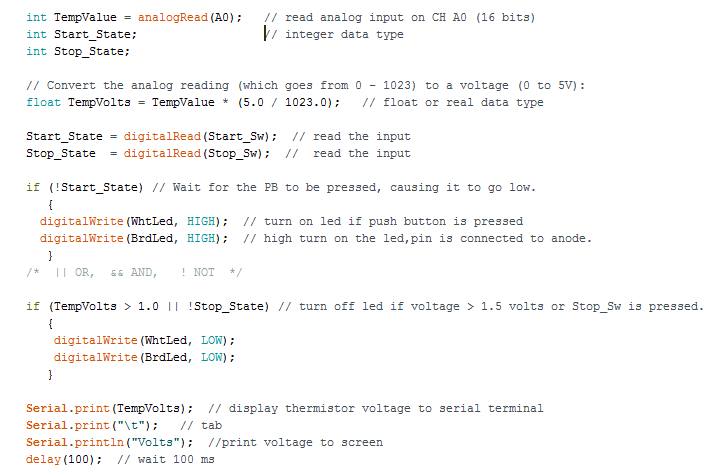 int TempValue = analogRead(A0);   // read analog input on CH A0 (16 bits)
int Start_State;                 // integer data type
int Stop_State;
// Convert the analog reading (which goes from 0 - 1023) to a voltage (0 to 5V):
float TempVolts = TempValue * (5.0 / 1023.0);   // float or real data type
Start_State = digitalRead(Start_Sw);  // read the input
Stop_State  = digitalRead(Stop_Sw);  //  read the input
if (!Start_State) // Wait for the PB to be pressed, causing it to go low.
{
digitalWrite(WhtLed, HIGH);  // turn on led if push button is pressed
digitalWrite(BrdLed, HIGH);  // high turn on the led,pin is connected to anode.
}
/*  || OR,  && AND,   ! NOT  */
if (TempVolts > 1.0 || !Stop_State) // turn off led if voltage > 1.5 volts or Stop_Sw is pressed.
{
digitalWrite(WhtLed, LOW);
digitalWrite(BrdLed, LOW);
}
Serial.print(TempVolts);  // display thermistor voltage to serial terminal
Serial.print("\t");   // tab
Serial.println("Volts");  //print voltage to screen
delay(100);  // wait 100 ms